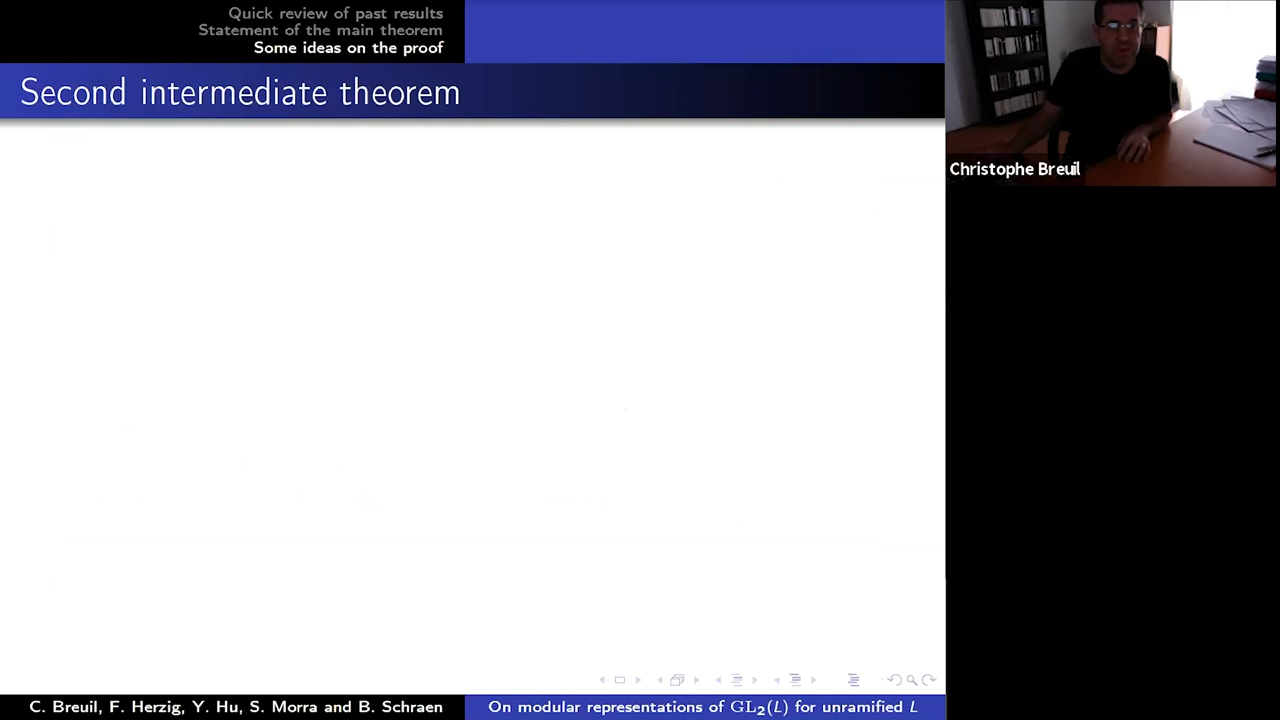 Quick review of past results
Statement of the main theorem
Some ideas on the proof
Second intermediate theorem
Christophe Breuil
C. Breuil, F. Herzig, Y. Hu, S. Morra and B. Schraen
On modular representations of GL₂(L) for unramified L